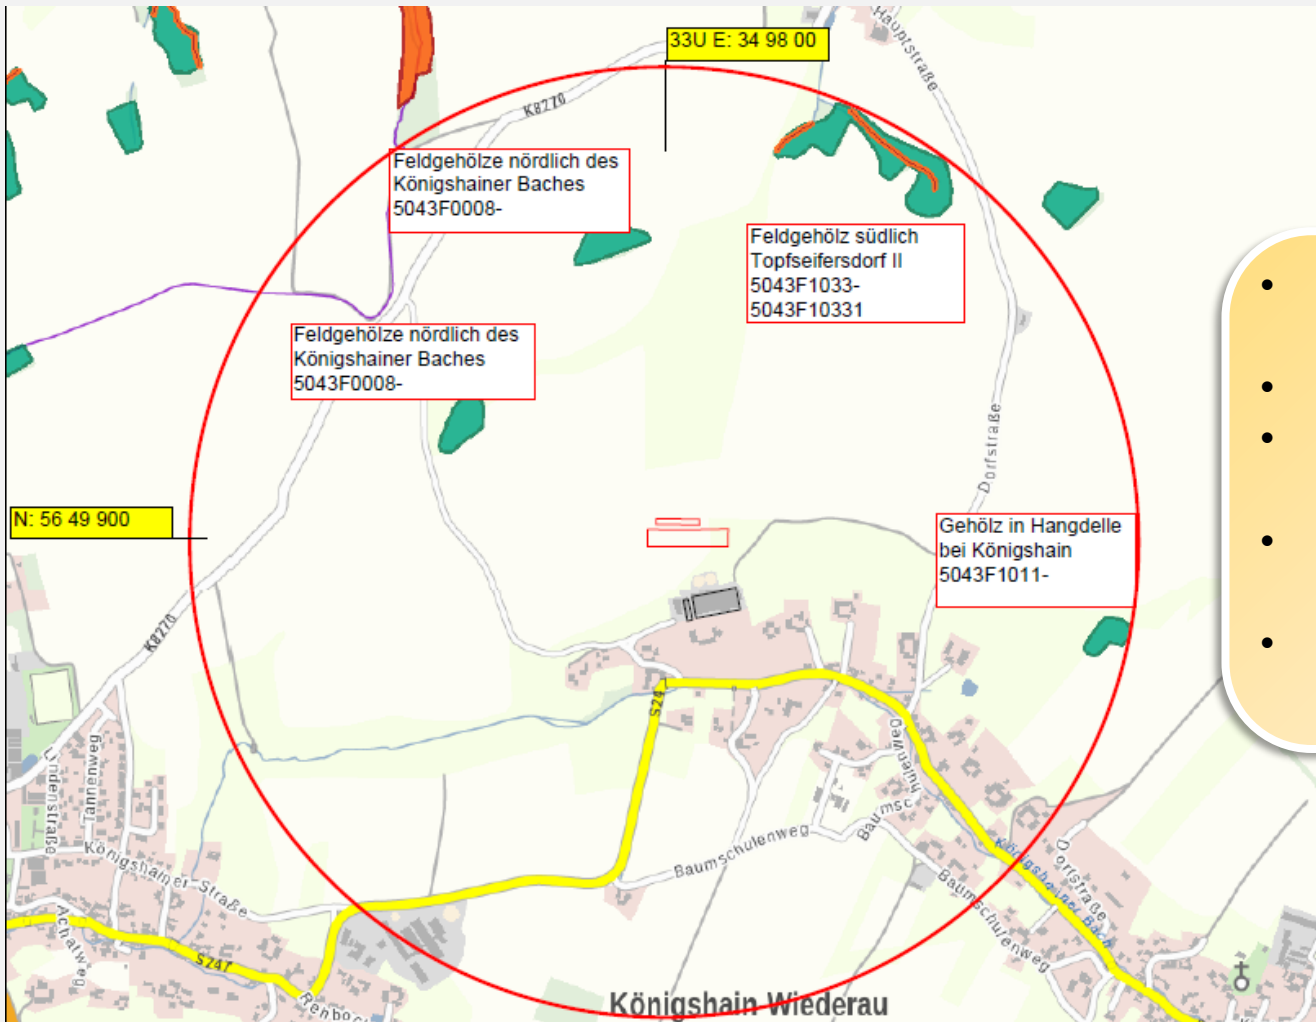 33U E: 34 98 00
Hauptstraße
K8270
Feldgehölze nördlich des
Königshainer Baches
5043F0008-
Feldgehölz südlich
Topfseifersdorf II
5043F1033-
5043F10331
Feldgehölze nördlich des
Königshainer Baches
5043F0008-
Dorfstraße
N: 56 49 900
Gehölz in Hangdelle
bei Königshain
5043F1011-
K8270
S247
Lindenstraße
Tannenweg
Baumschulenweg
Baumschulenweg
Königshainer Straße
Baumschulenweg
Dorfstraße
Königshainer Bach
Achatweg
S247
Königshain-Wiederau